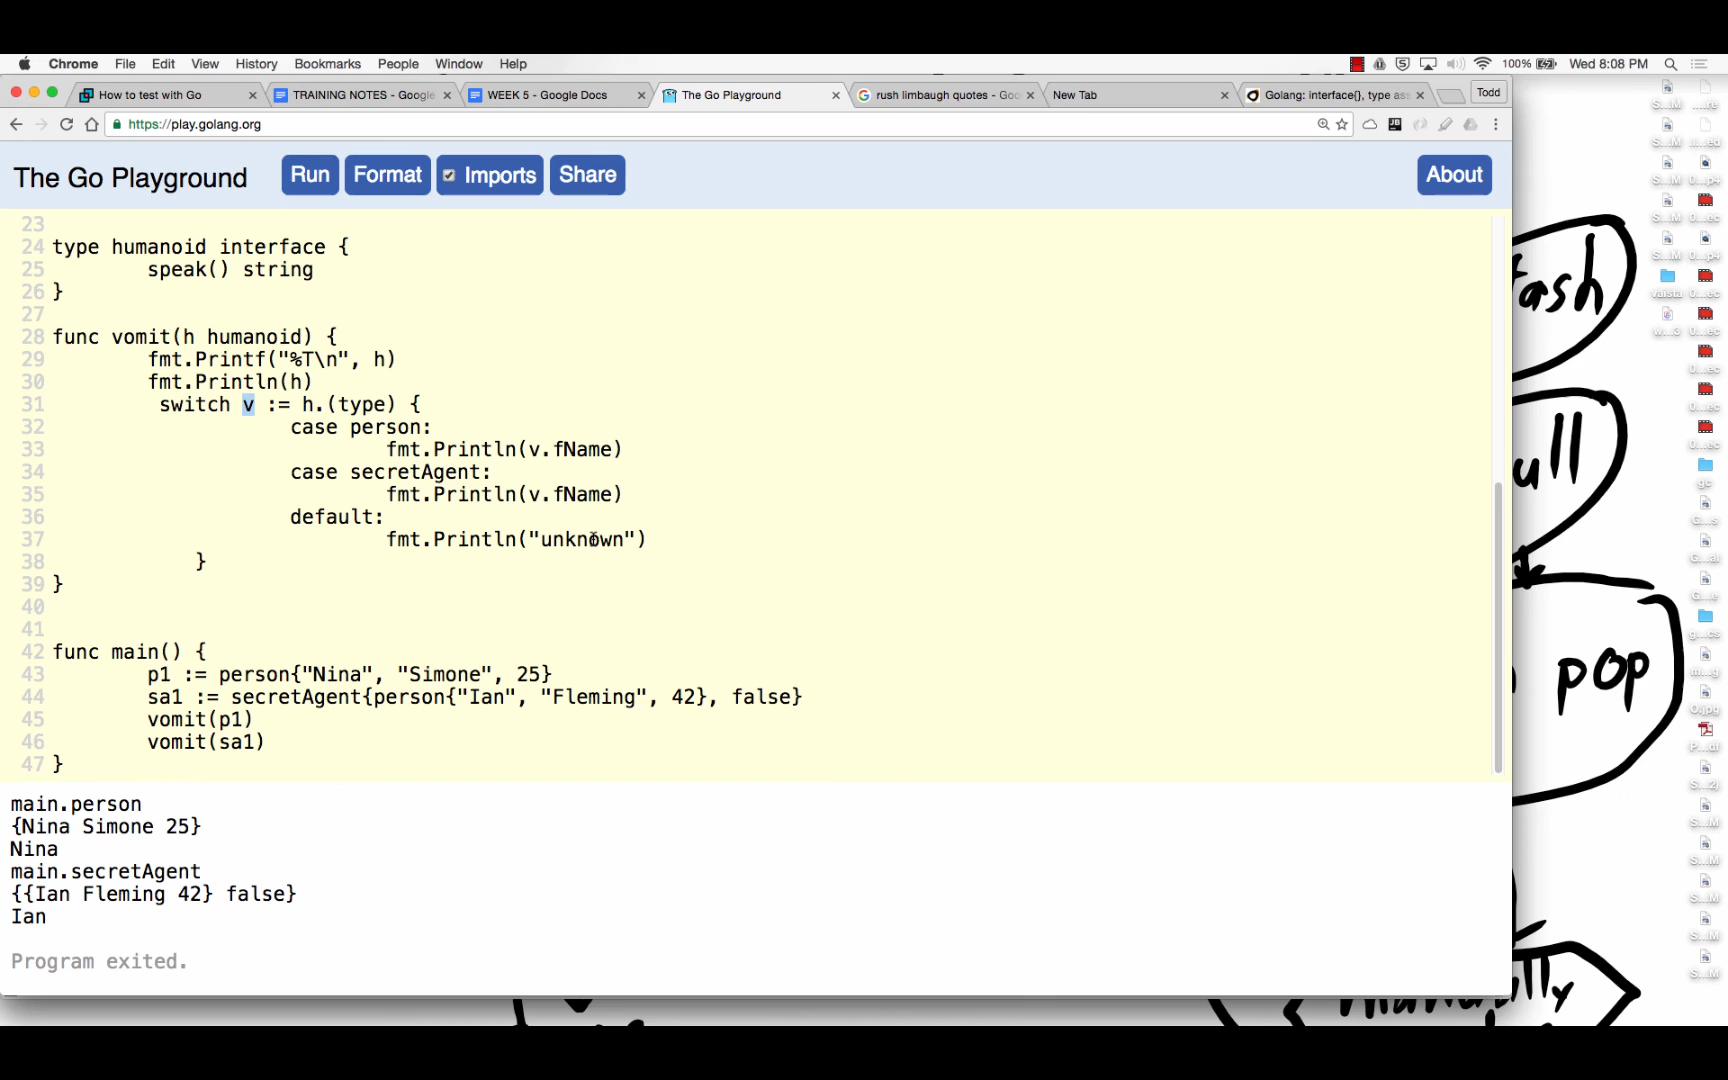 Chrome File Edit View History Bookmarks People Window Help 100% Wed 8:08 PM
How to test with Go TRAINING NOTES - Google WEEK 5 - Google Docs The Go Playground rush limbaugh quotes - Goo New Tab Golang: interface{}, type ass Todd
https://play.golang.org
The Go Playground Run Format Imports Share About
23
24 type humanoid interface {
25 speak() string
26 }
27
28 func vomit(h humanoid) {
29 fmt.Printf("%T\n", h)
30 fmt.Println(h)
31 switch v := h.(type) {
32 case person:
33 fmt.Println(v.fName)
34 case secretAgent:
35 fmt.Println(v.fName)
36 default:
37 fmt.Println("unknown")
38 }
39 }
40
41
42 func main() {
43 p1 := person{"Nina", "Simone", 25}
44 sa1 := secretAgent{person{"Ian", "Fleming", 42}, false}
45 vomit(p1)
46 vomit(sa1)
47 }
main.person
{Nina Simone 25}
Nina
main.secretAgent
{{Ian Fleming 42} false}
Ian
Program exited.
pop